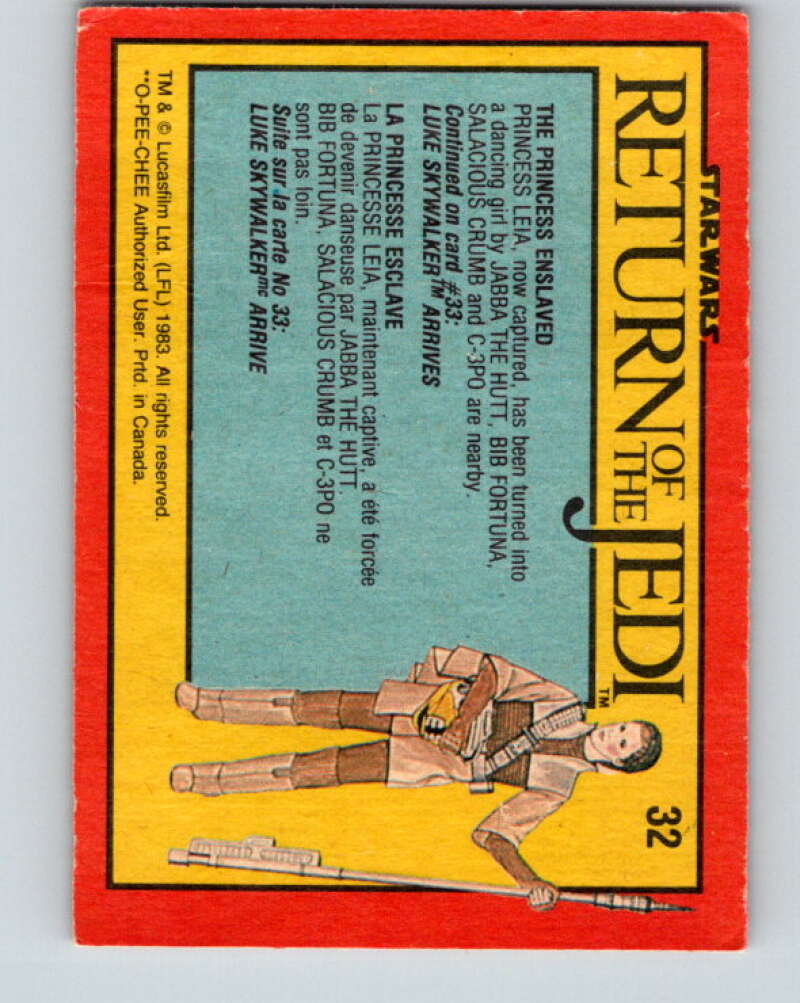 STAR WARS
RETURN OF THE JEDI™
32
THE PRINCESS ENSLAVED
PRINCESS LEIA, now captured, has been turned into
a dancing girl by JABBA THE HUTT, BIB FORTUNA,
SALACIOUS CRUMB and C-3PO are nearby.
Continued on card #33:
LUKE SKYWALKER™ ARRIVES
LA PRINCESSE ESCLAVE
La PRINCESSE LEIA, maintenant captive, a été forcée
de devenir danseuse par JABBA THE HUTT.
BIB FORTUNA, SALACIOUS CRUMB et C-3PO ne
sont pas loin.
Suite sur la carte No 33:
LUKE SKYWALKERmc ARRIVE
TM & © Lucasfilm Ltd. (LFL) 1983. All rights reserved.
**O-PEE-CHEE Authorized User. Prtd. in Canada.